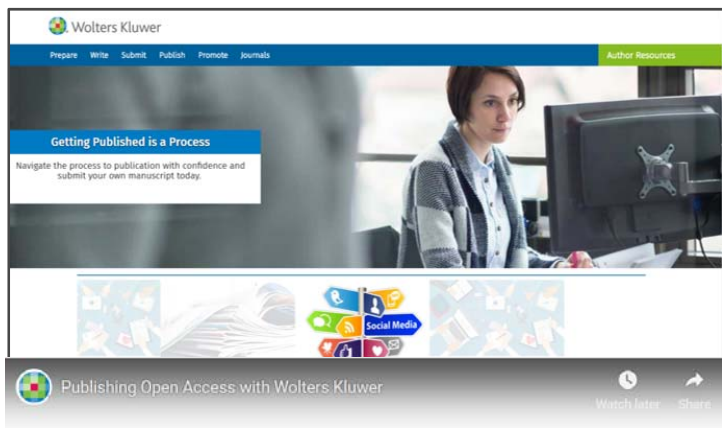 Wolters Kluwer
Prepare Write Submit Publish Promote Journals
Author Resources
Getting Published is a Process
Navigate the process to publication with confidence and
submit your own manuscript today.
Social Media
Publishing Open Access with Wolters Kluwer
Watch later Share